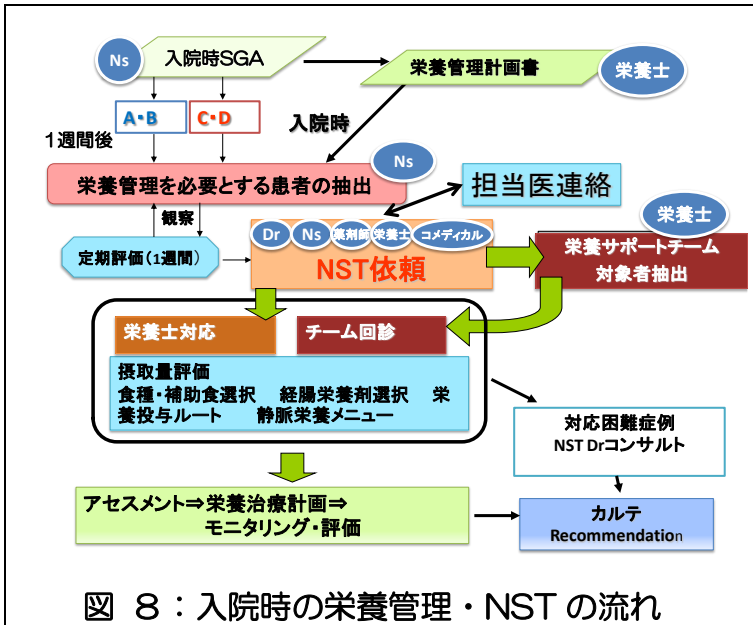 Ns
入院時SGA
栄養管理計画書
栄養士
A・B
C・D
1週間後
入院時
Ns
栄養管理を必要とする患者の抽出
担当医連絡
観察
定期評価(1週間)
Dr Ns 薬剤師 栄養士 コメディカル
NST依頼
栄養士
栄養サポートチーム
対象者抽出
栄養士対応
チーム回診
摂取量評価
食種・補助食選択 経腸栄養剤選択 栄
養投与ルート 静脈栄養メニュー
対応困難症例
NST Drコンサルト
アセスメント⇒栄養治療計画⇒
モニタリング・評価
カルテ
Recommendation
図 8:入院時の栄養管理・NSTの流れ